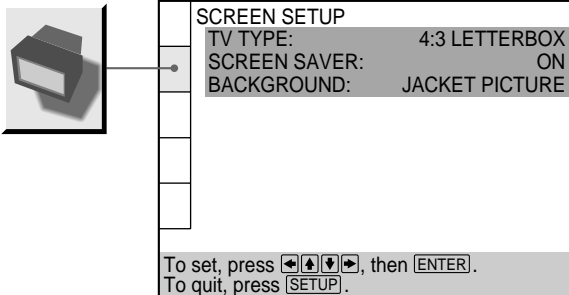 SCREEN SETUP
TV TYPE: 4:3 LETTERBOX
SCREEN SAVER: ON
BACKGROUND: JACKET PICTURE
To set, press ←↑↓→, then ENTER.
To quit, press SETUP.